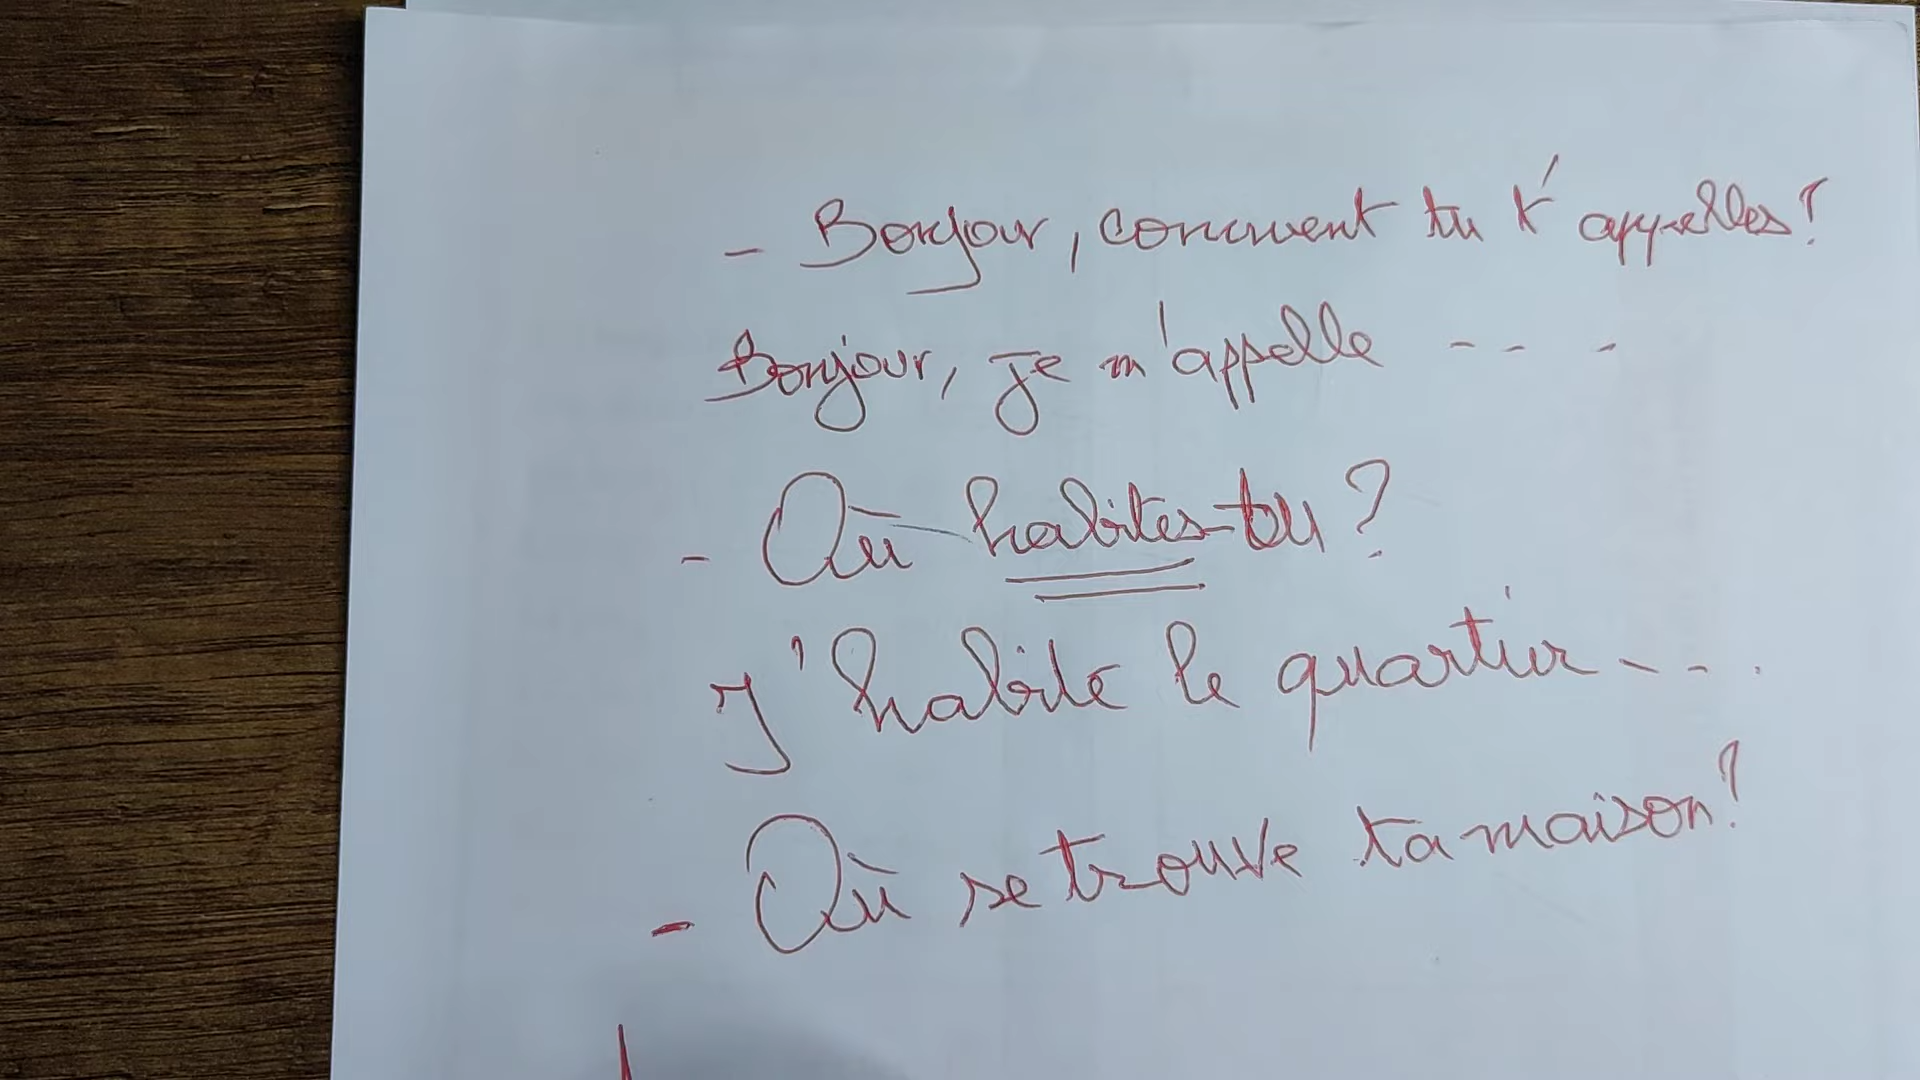 - Bonjour, comment tu t'appelles?
Bonjour, je m'appelle - - -
- Où habites-tu?
J'habite le quartier - - .
- Où se trouve ta maison?